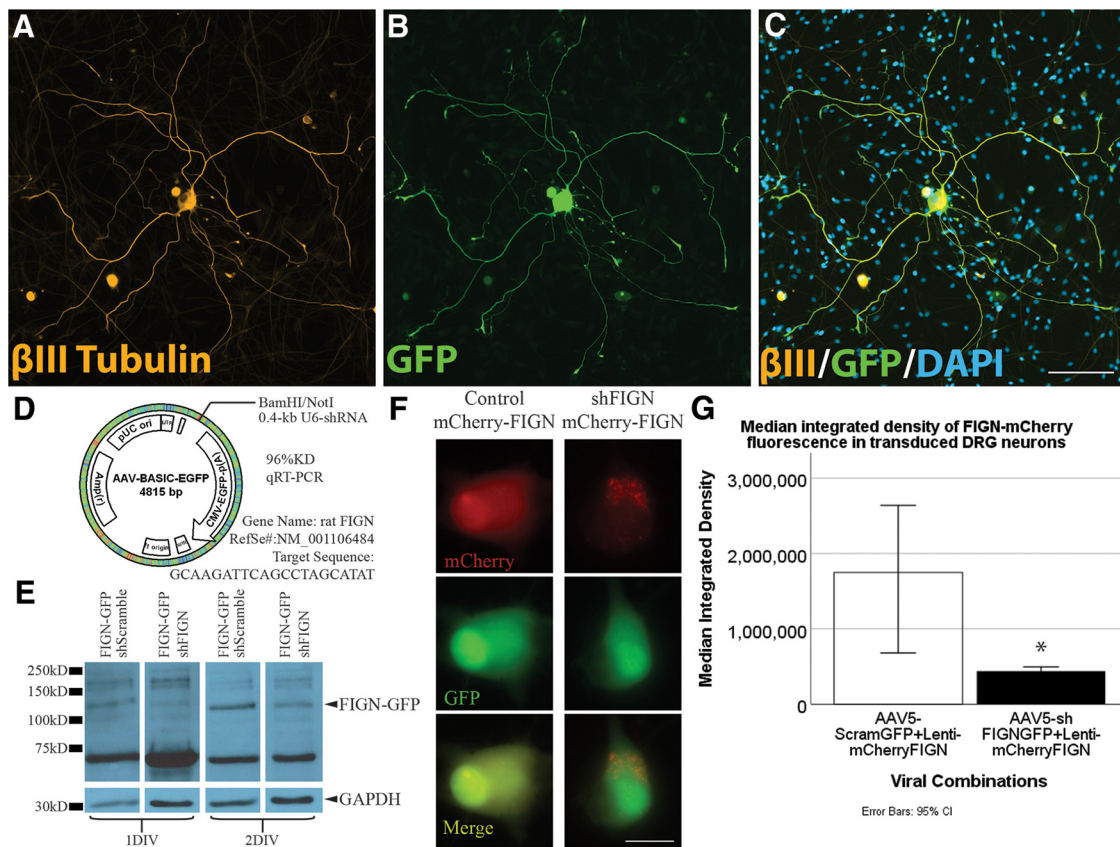 A
βIII Tubulin
B
GFP
C
βIII/GFP/DAPI
D
BamHI/NotI
0.4-kb U6-shRNA
pUC ori
UTR
Amp(r)
AAV-BASIC-EGFP
4815 bp
CMV-EGFP-p(A)
f1 origin
96%KD
qRT-PCR
Gene Name: rat FIGN
RefSe#:NM_001106484
Target Sequence:
GCAAGATTCAGCCTAGCATAT
E
FIGN-GFP
shScramble
FIGN-GFP
shFIGN
FIGN-GFP
shScramble
FIGN-GFP
shFIGN
250kD
150kD
100kD
75kD
30kD
FIGN-GFP
GAPDH
1DIV
2DIV
F
Control
mCherry-FIGN
shFIGN
mCherry-FIGN
mCherry
GFP
Merge
G
Median integrated density of FIGN-mCherry
fluorescence in transduced DRG neurons
Median Integrated Density
3,000,000
2,000,000
1,000,000
0
*
AAV5-
ScramGFP+Lenti-
mCherryFIGN
AAV5-sh
FIGNGFP+Lenti-
mCherryFIGN
Viral Combinations
Error Bars: 95% CI